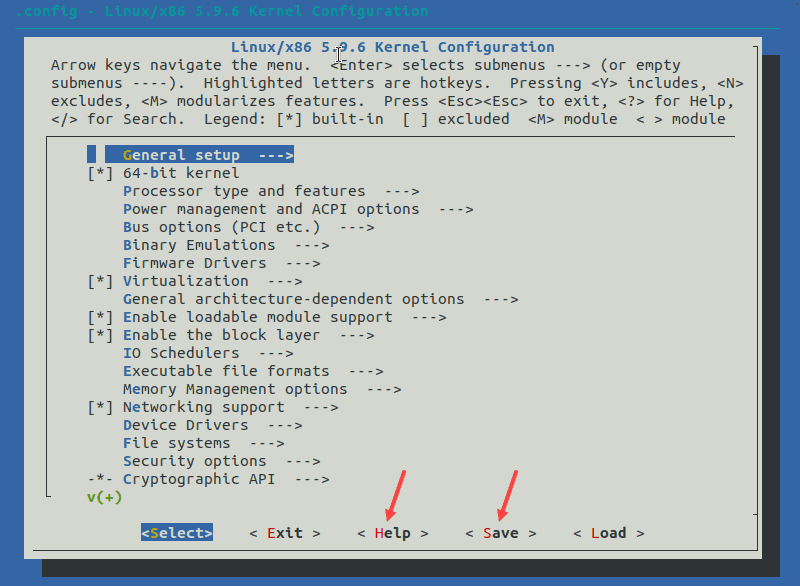 .config - Linux/x86 5.9.6 Kernel Configuration
Linux/x86 5.9.6 Kernel Configuration
Arrow keys navigate the menu.  <Enter> selects submenus ---> (or empty
submenus ----).  Highlighted letters are hotkeys.  Pressing <Y> includes, <N>
excludes, <M> modularizes features.  Press <Esc><Esc> to exit, <?> for Help,
</> for Search.  Legend: [*] built-in  [ ] excluded  <M> module  < > module
General setup  --->
[*] 64-bit kernel
Processor type and features  --->
Power management and ACPI options  --->
Bus options (PCI etc.)  --->
Binary Emulations  --->
Firmware Drivers  --->
[*] Virtualization  --->
General architecture-dependent options  --->
[*] Enable loadable module support  --->
[*] Enable the block layer  --->
IO Schedulers  --->
Executable file formats  --->
Memory Management options  --->
[*] Networking support  --->
Device Drivers  --->
File systems  --->
Security options  --->
-*- Cryptographic API  --->
v(+)
<Select>    < Exit >    < Help >    < Save >    < Load >